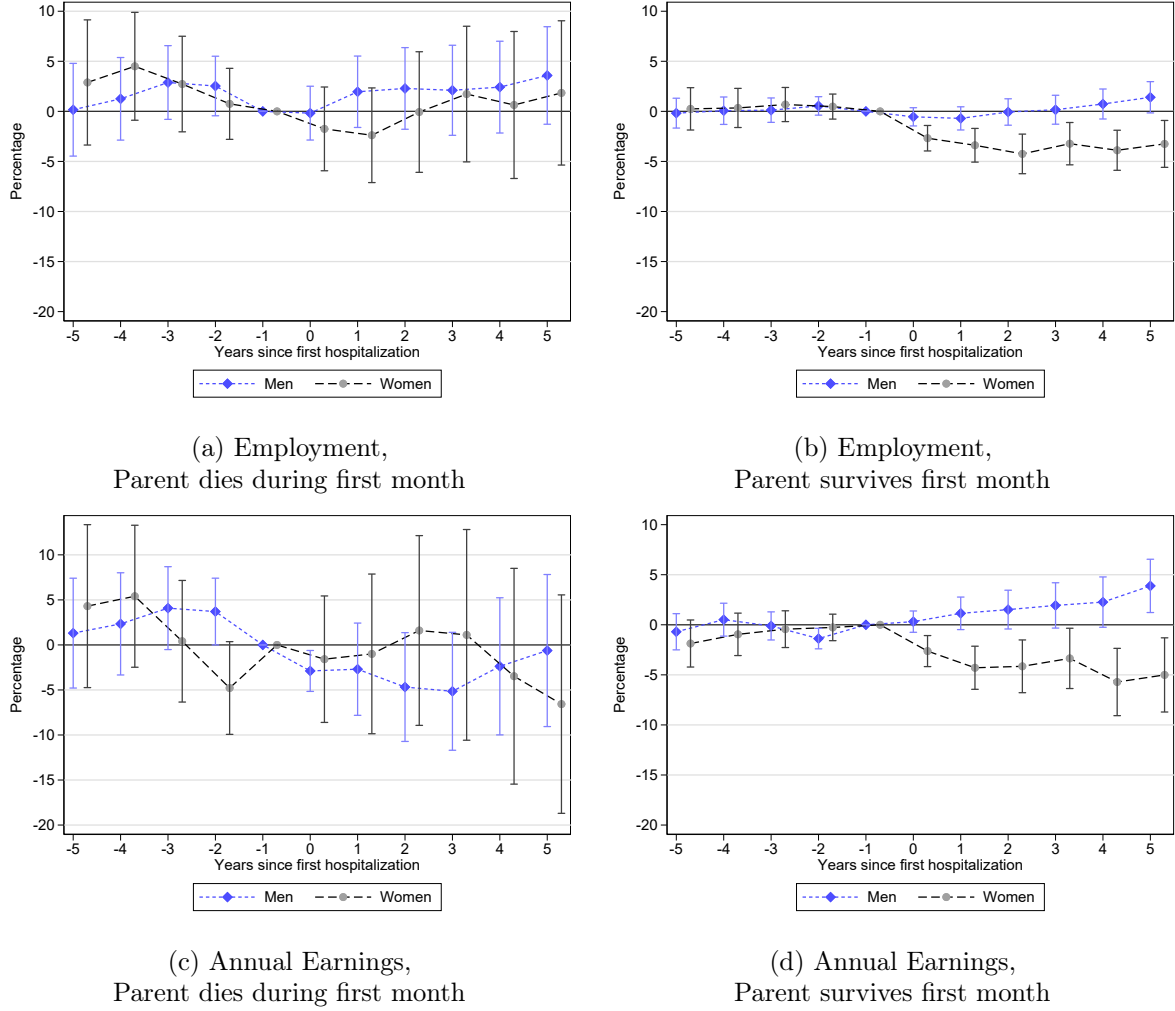 10
5
0
-5
-10
-15
-20
Percentage
-5 -4 -3 -2 -1 0 1 2 3 4 5
Years since first hospitalization
Men Women
(a) Employment,
Parent dies during first month
10
5
0
-5
-10
-15
-20
Percentage
-5 -4 -3 -2 -1 0 1 2 3 4 5
Years since first hospitalization
Men Women
(b) Employment,
Parent survives first month
10
5
0
-5
-10
-15
-20
Percentage
-5 -4 -3 -2 -1 0 1 2 3 4 5
Years since first hospitalization
Men Women
(c) Annual Earnings,
Parent dies during first month
10
5
0
-5
-10
-15
-20
Percentage
-5 -4 -3 -2 -1 0 1 2 3 4 5
Years since first hospitalization
Men Women
(d) Annual Earnings,
Parent survives first month